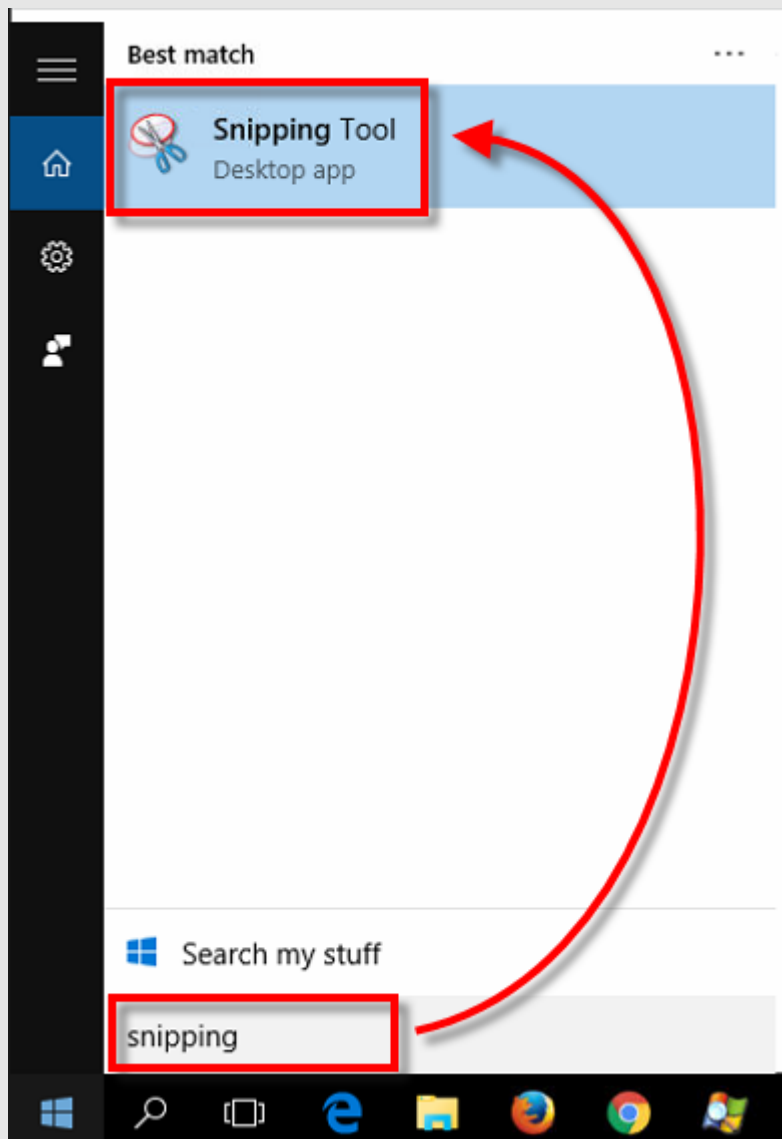 Best match
Snipping Tool
Desktop app
Search my stuff
snipping